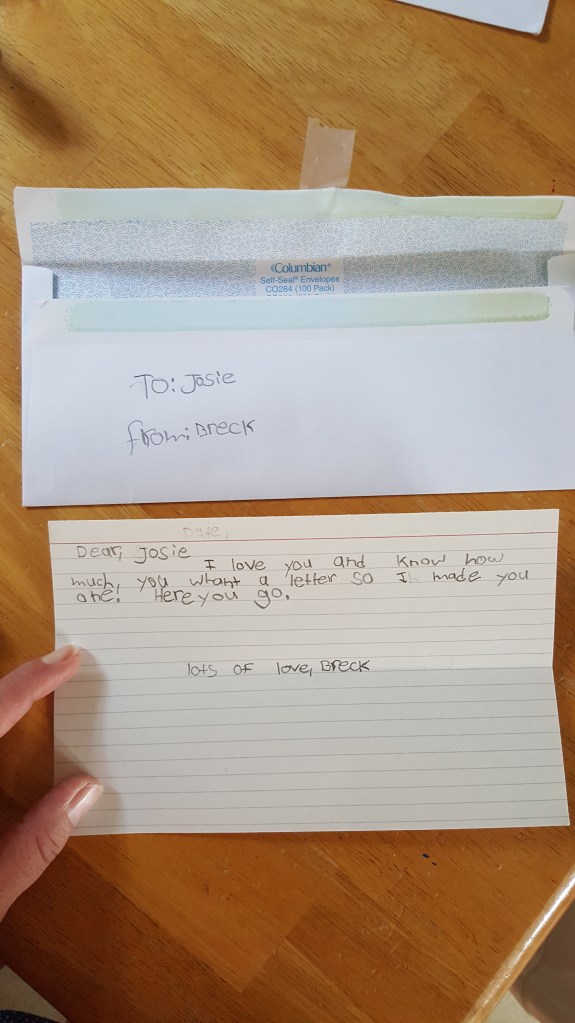 Columbian®
Self-Seal® Envelopes
CO284 (100 Pack)
TO: Josie
from: Breck
Date,
Dear, Josie
I love you and know how
much, you whant a letter so I made you
one! Here you go.
lots of love, Breck